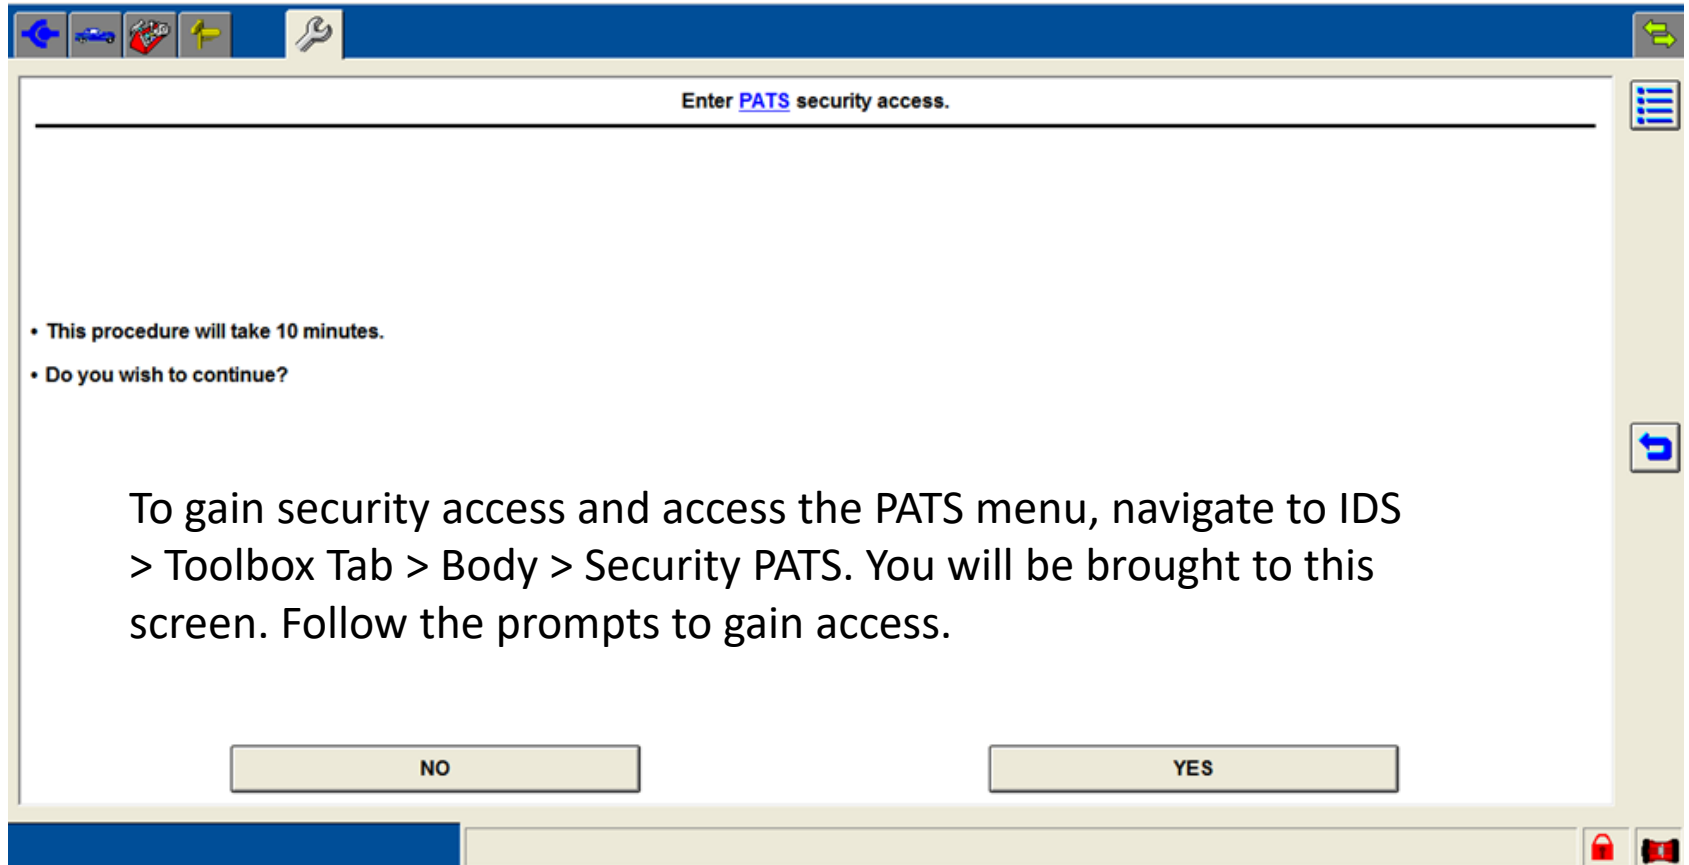 Enter PATS security access.
• This procedure will take 10 minutes.
• Do you wish to continue?
To gain security access and access the PATS menu, navigate to IDS
> Toolbox Tab > Body > Security PATS. You will be brought to this
screen. Follow the prompts to gain access.
NO
YES